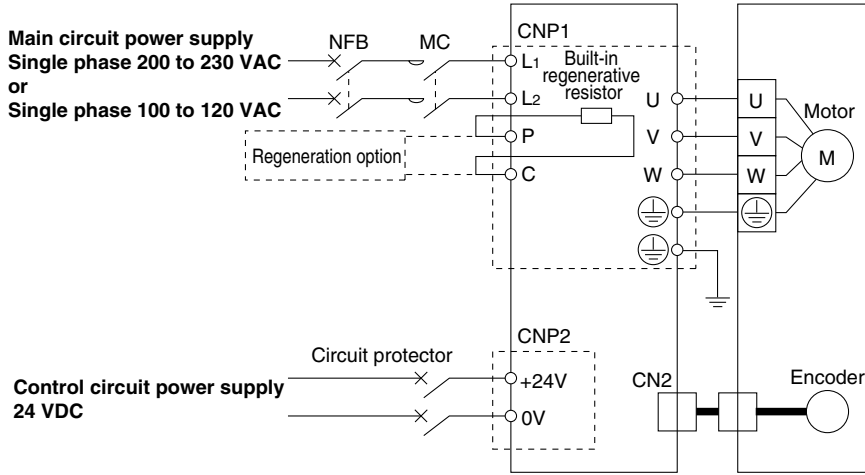 Main circuit power supply
Single phase 200 to 230 VAC
or
Single phase 100 to 120 VAC
NFB
MC
CNP1
L1
Built-in
regenerative
resistor
L2
U
U
Motor
P
V
V
M
Regeneration option
C
W
W
CNP2
Circuit protector
Control circuit power supply
24 VDC
+24V
0V
CN2
Encoder